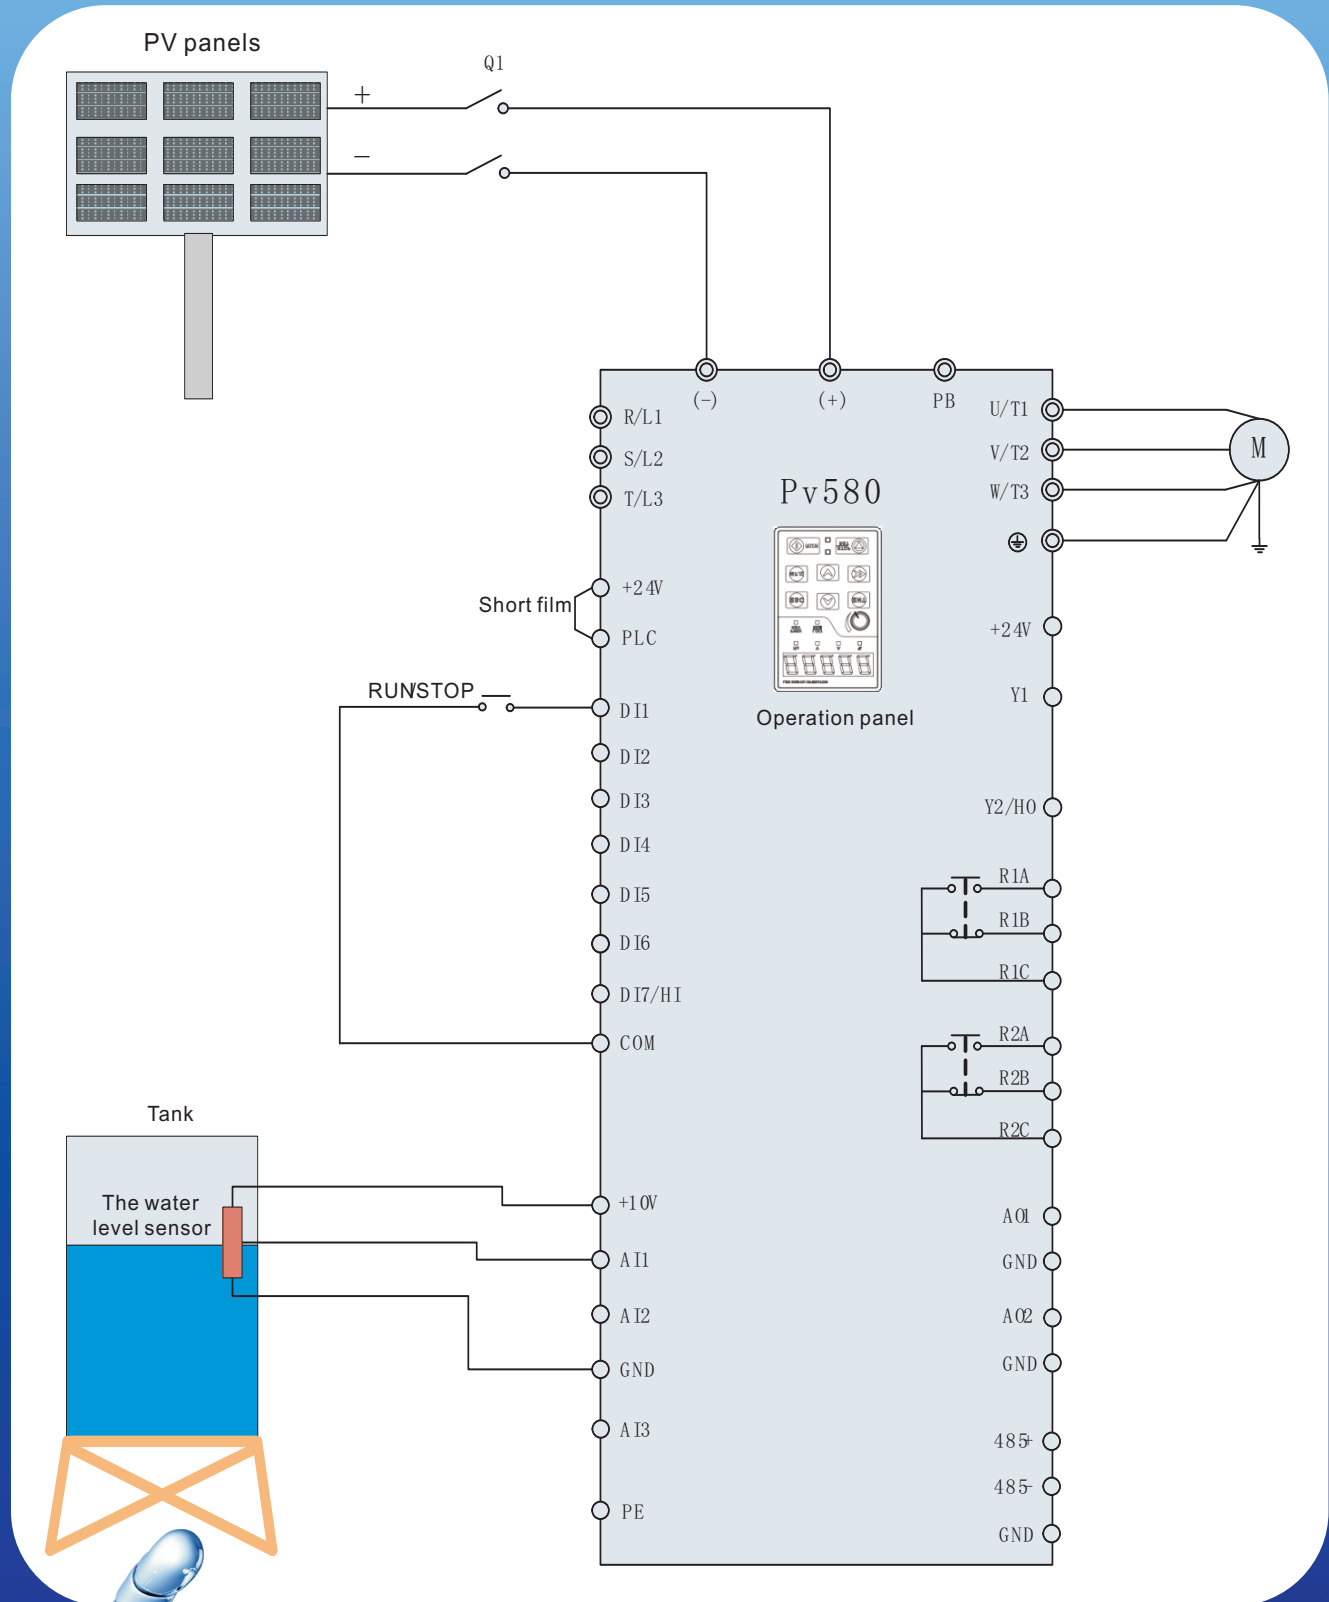 PV panels
Q1
+
−
(-)
(+)
PB
R/L1
S/L2
T/L3
U/T1
V/T2
W/T3
M
Pv580
+24V
PLC
Short film
Operation panel
+24V
Y1
Y2/HO
RUN/STOP
DI1
DI2
DI3
DI4
DI5
DI6
DI7/HI
COM
R1A
R1B
R1C
R2A
R2B
R2C
Tank
The water
level sensor
+10V
AI1
AI2
GND
AI3
PE
AO1
GND
AO2
GND
485+
485-
GND